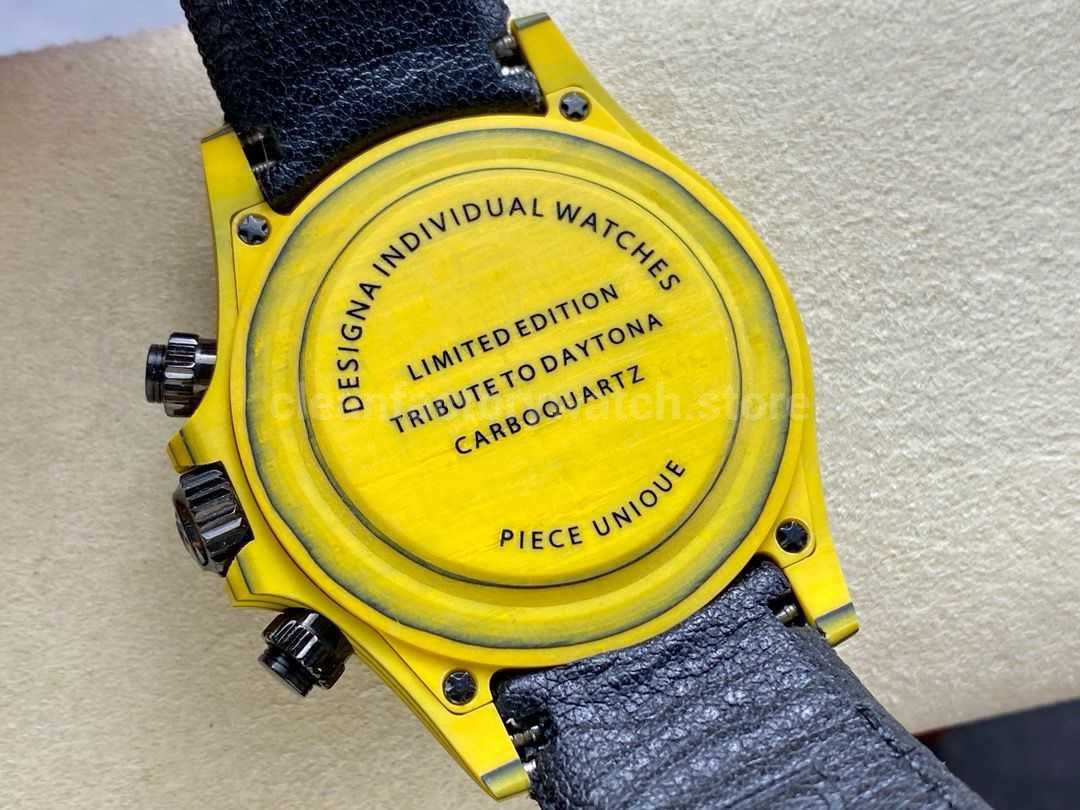 DESIGNA INDIVIDUAL WATCHES
LIMITED EDITION
TRIBUTE TO DAYTONA
CARBOQUARTZ
PIECE UNIQUE